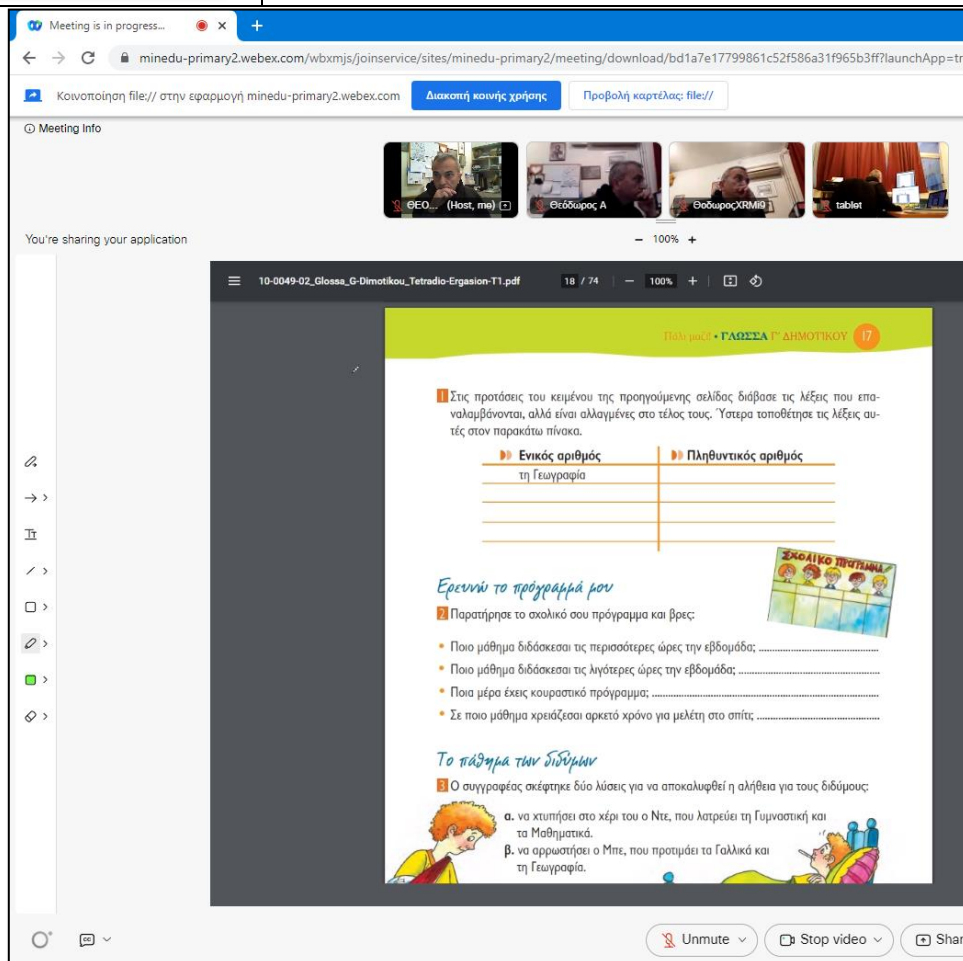 Meeting is in progress...
minedu-primary2.webex.com/wbxmjs/joinservice/sites/minedu-primary2/meeting/download/bd1a7e17799861c52f586a31f965b3ff?launchApp=tr
Κοινοποίηση file:// στην εφαρμογή minedu-primary2.webex.com Διακοπή κοινής χρήσης Προβολή καρτέλας: file://
Meeting Info
ΘΕΟ... (Host, me) Θεόδωρος Α ΘοδωροςXRMi9 tablet
You're sharing your application
100%
10-0049-02_Glossa_G-Dimotikou_Tetradio-Ergasion-T1.pdf 18 / 74 100%
ΓΛΩΣΣΑ Γ' ΔΗΜΟΤΙΚΟΥ 17
1 Στις προτάσεις του κειμένου της προηγούμενης σελίδας διάβασε τις λέξεις που επα-
ναλαμβάνονται, αλλά είναι αλλαγμένες στο τέλος τους. Ύστερα τοποθέτησε τις λέξεις αυ-
τές στον παρακάτω πίνακα.
Ενικός αριθμός Πληθυντικός αριθμός
τη Γεωγραφία
ΣΧΟΛΙΚΟ ΠΡΟΓΡΑΜΜΑ
Ερευνώ το πρόγραμμά μου
2 Παρατήρησε το σχολικό σου πρόγραμμα και βρες:
• Ποιο μάθημα διδάσκεσαι τις περισσότερες ώρες την εβδομάδα;
• Ποιο μάθημα διδάσκεσαι τις λιγότερες ώρες την εβδομάδα;
• Ποια μέρα έχεις κουραστικό πρόγραμμα;
• Σε ποιο μάθημα χρειάζεσαι αρκετό χρόνο για μελέτη στο σπίτι;
Το πάθημα των διδύμων
3 Ο συγγραφέας σκέφτηκε δύο λύσεις για να αποκαλυφθεί η αλήθεια για τους διδύμους:
α. να χτυπήσει στο χέρι του ο Ντε, που λατρεύει τη Γυμναστική και
τα Μαθηματικά.
β. να αρρωστήσει ο Μπε, που προτιμάει τα Γαλλικά και
τη Γεωγραφία.
Unmute Stop video Shar